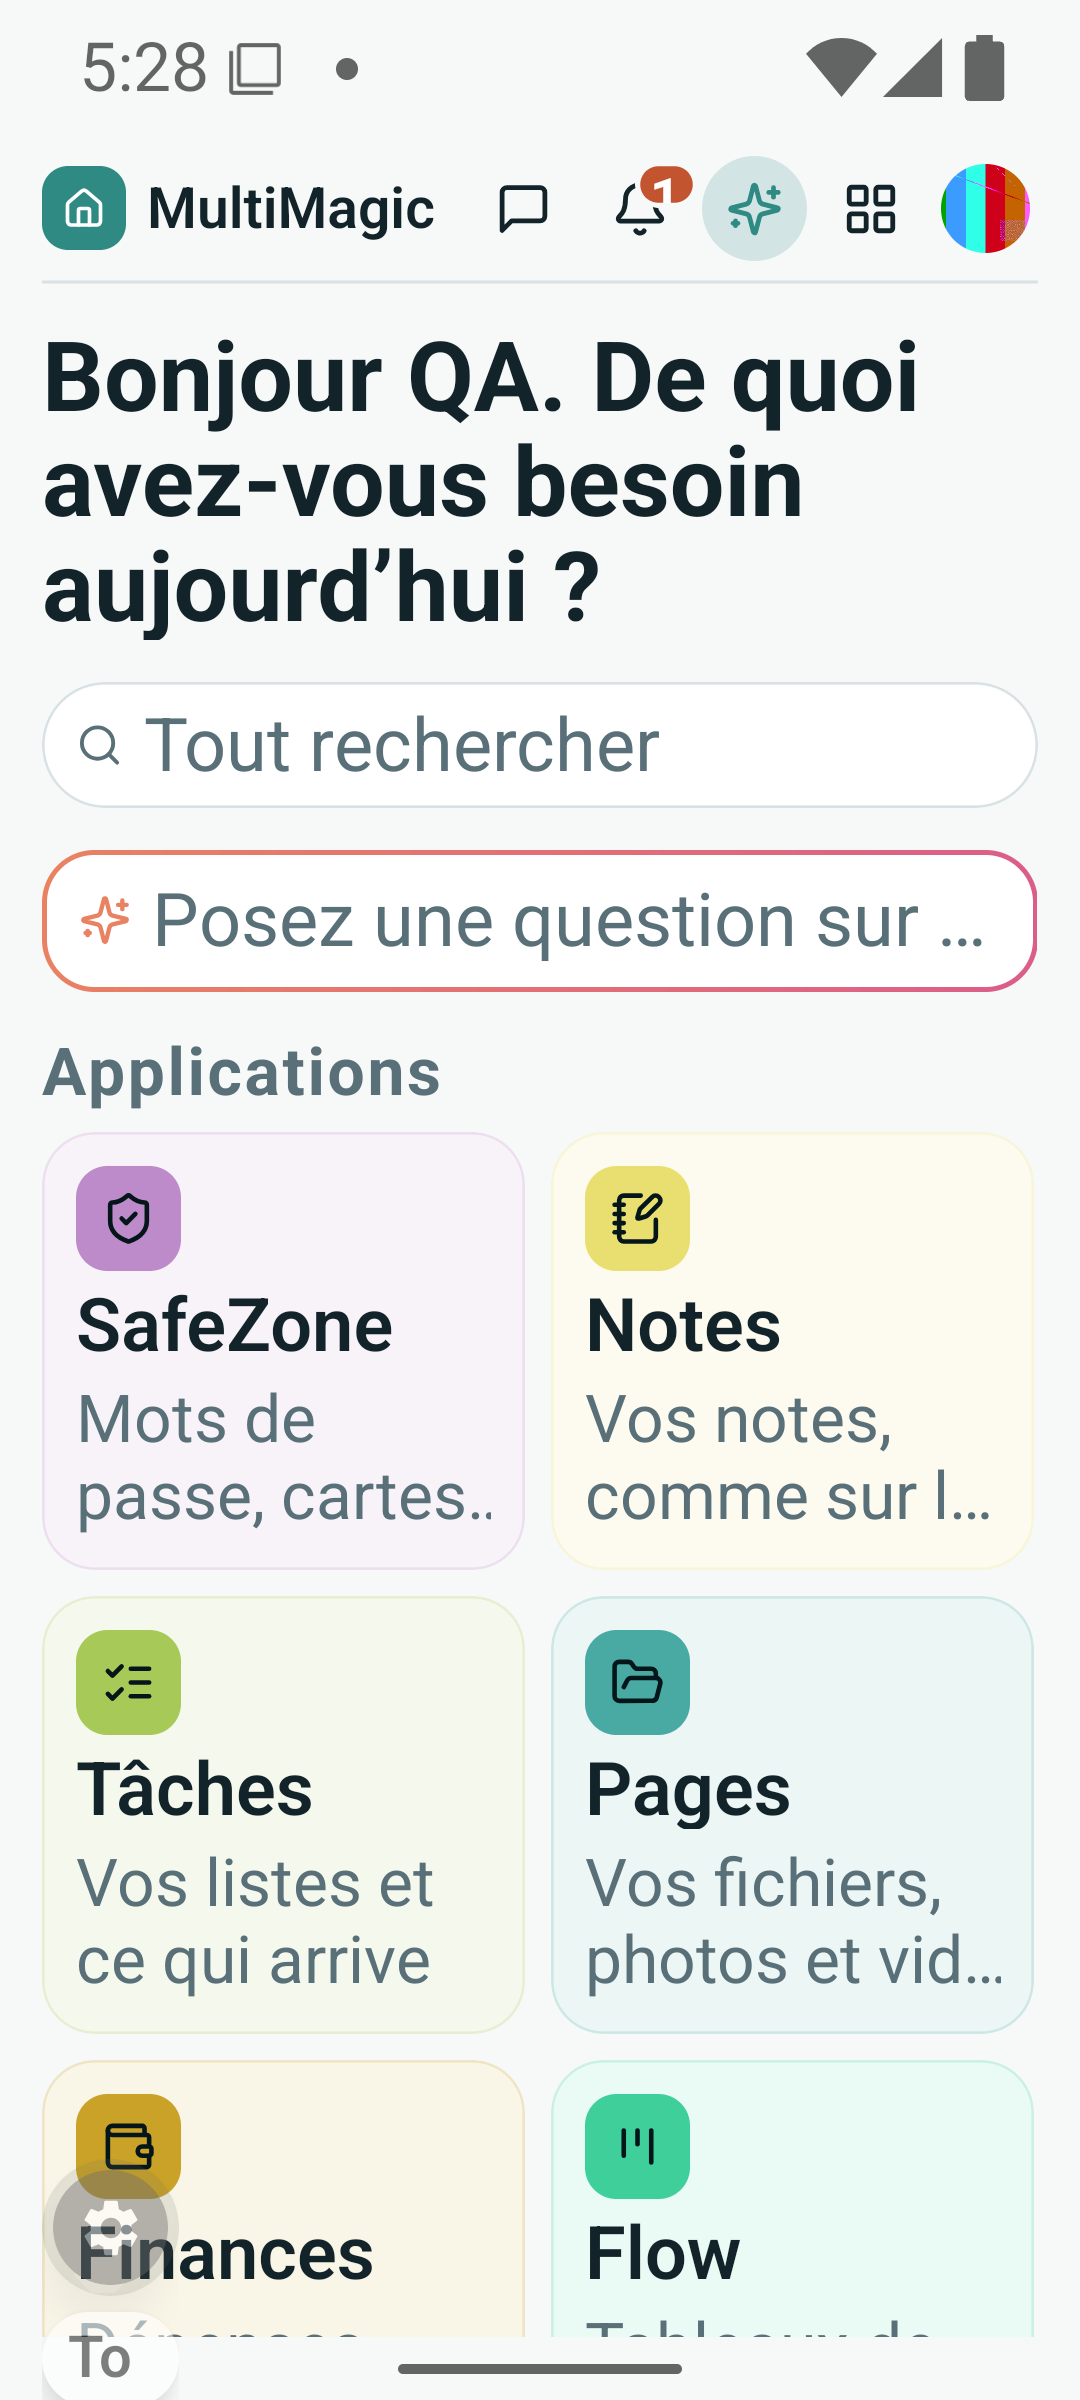 5:28
MultiMagic
1
Bonjour QA. De quoi
avez-vous besoin
aujourd’hui ?
Tout rechercher
Posez une question sur …
Applications
SafeZone
Mots de
passe, cartes..
Notes
Vos notes,
comme sur l…
Tâches
Vos listes et
ce qui arrive
Pages
Vos fichiers,
photos et vid…
Finances
Flow
Tableaux de
To